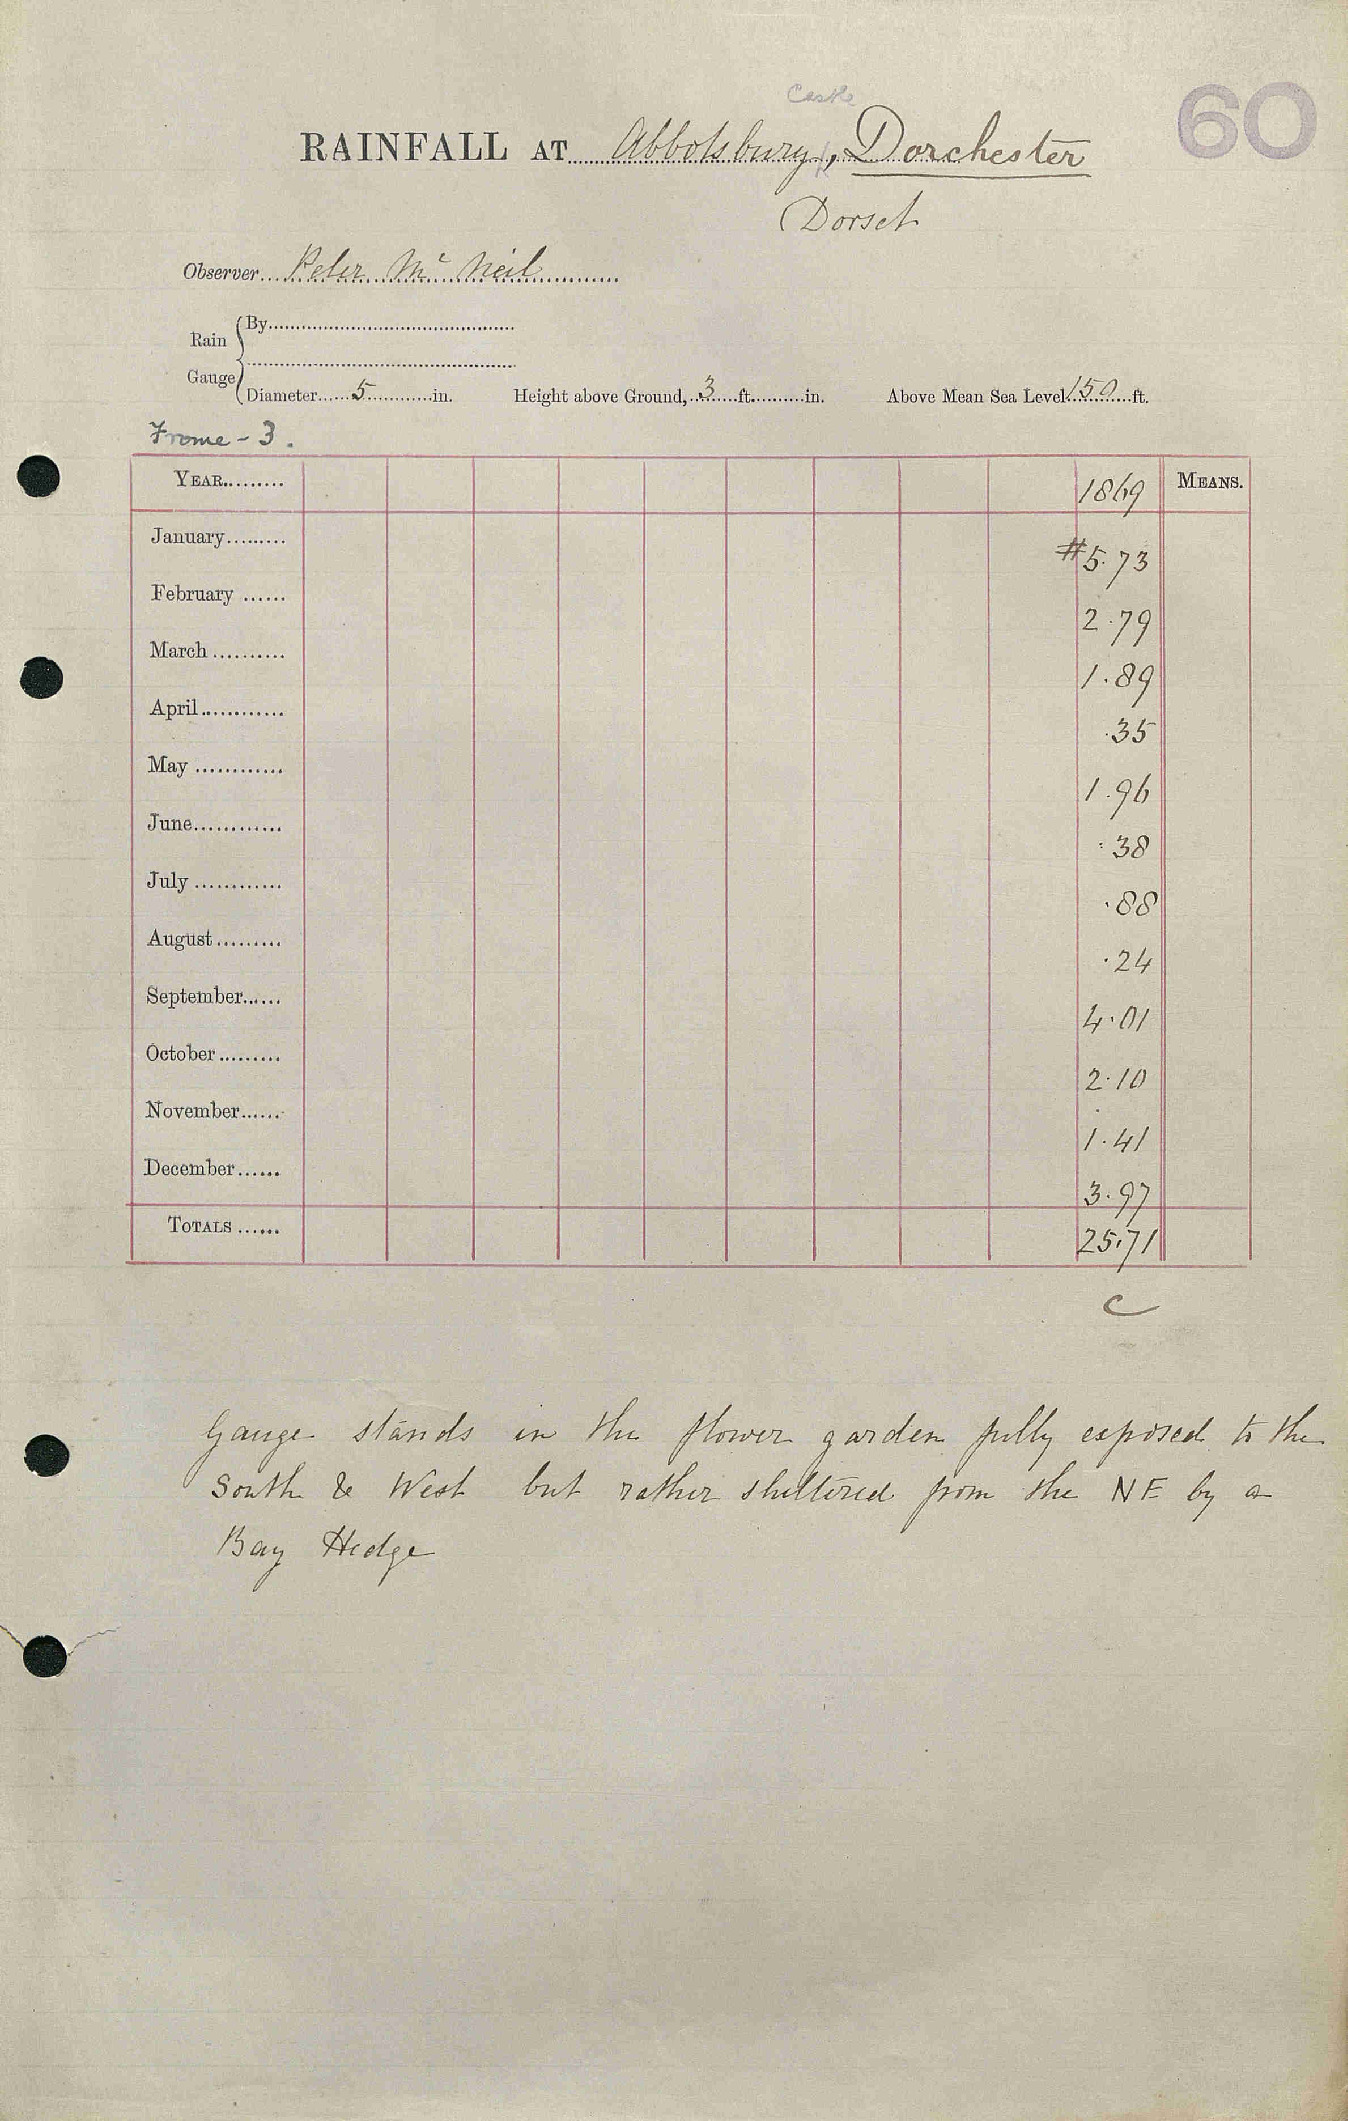 60
Castle
RAINFALL AT Abbotsbury, Dorchester
Dorset
Observer Peter Mc Neil
Rain Gauge { By
Diameter 5 in. Height above Ground, 3 ft. in. Above Mean Sea Level 150 ft.
Frome - 3.
YEAR 1869 MEANS.
January #5.73
February 2.79
March 1.89
April .35
May 1.96
June .38
July .88
August .24
September 4.01
October 2.10
November 1.41
December 3.97
TOTALS 25.71
C
Gauge stands in the flower garden fully exposed to the
South & West but rather sheltered from the NE by a
Bay Hedge